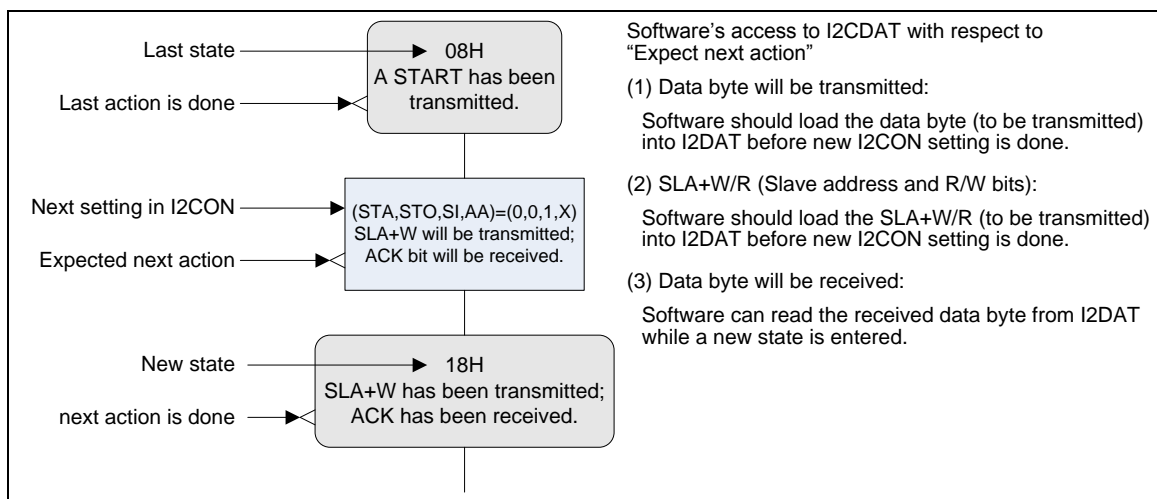 Last state
08H
A START has been
transmitted.
Last action is done
Next setting in I2CON
(STA,STO,SI,AA)=(0,0,1,X)
SLA+W will be transmitted;
ACK bit will be received.
Expected next action
New state
18H
SLA+W has been transmitted;
ACK has been received.
next action is done
Software’s access to I2CDAT with respect to
“Expect next action”
(1) Data byte will be transmitted:
Software should load the data byte (to be transmitted)
into I2DAT before new I2CON setting is done.
(2) SLA+W/R (Slave address and R/W bits):
Software should load the SLA+W/R (to be transmitted)
into I2DAT before new I2CON setting is done.
(3) Data byte will be received:
Software can read the received data byte from I2DAT
while a new state is entered.